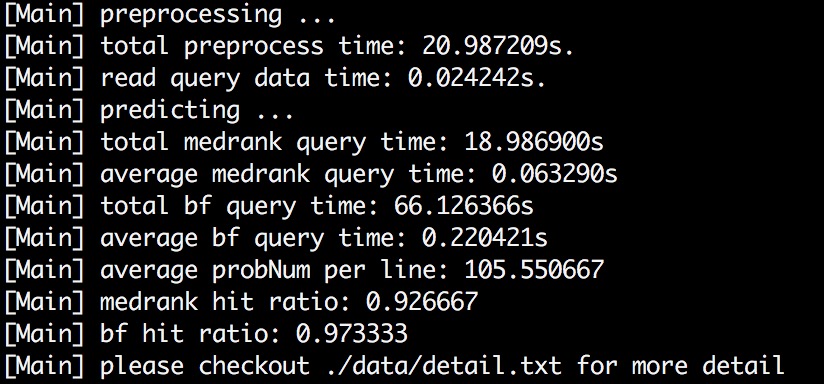 [Main] preprocessing ...
[Main] total preprocess time: 20.987209s.
[Main] read query data time: 0.024242s.
[Main] predicting ...
[Main] total medrank query time: 18.986900s
[Main] average medrank query time: 0.063290s
[Main] total bf query time: 66.126366s
[Main] average bf query time: 0.220421s
[Main] average probNum per line: 105.550667
[Main] medrank hit ratio: 0.926667
[Main] bf hit ratio: 0.973333
[Main] please checkout ./data/detail.txt for more detail